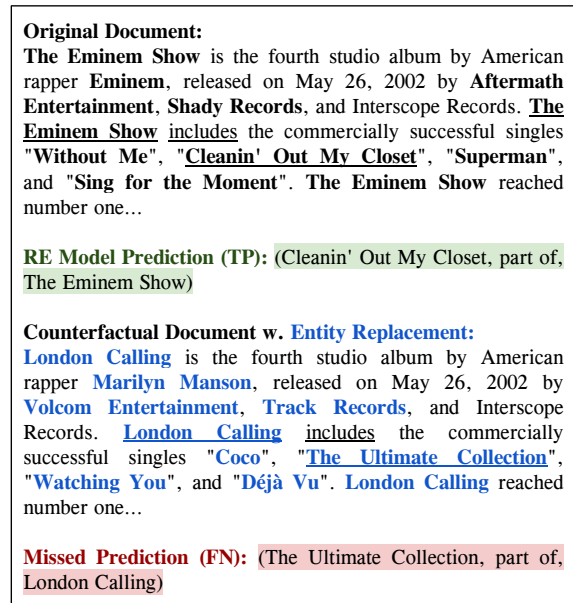 Original Document:
The Eminem Show is the fourth studio album by American
rapper Eminem, released on May 26, 2002 by Aftermath
Entertainment, Shady Records, and Interscope Records. The
Eminem Show includes the commercially successful singles
"Without Me", "Cleanin' Out My Closet", "Superman",
and "Sing for the Moment". The Eminem Show reached
number one...
RE Model Prediction (TP): (Cleanin' Out My Closet, part of,
The Eminem Show)
Counterfactual Document w. Entity Replacement:
London Calling is the fourth studio album by American
rapper Marilyn Manson, released on May 26, 2002 by
Volcom Entertainment, Track Records, and Interscope
Records. London Calling includes the commercially
successful singles "Coco", "The Ultimate Collection",
"Watching You", and "Déjà Vu". London Calling reached
number one...
Missed Prediction (FN): (The Ultimate Collection, part of,
London Calling)